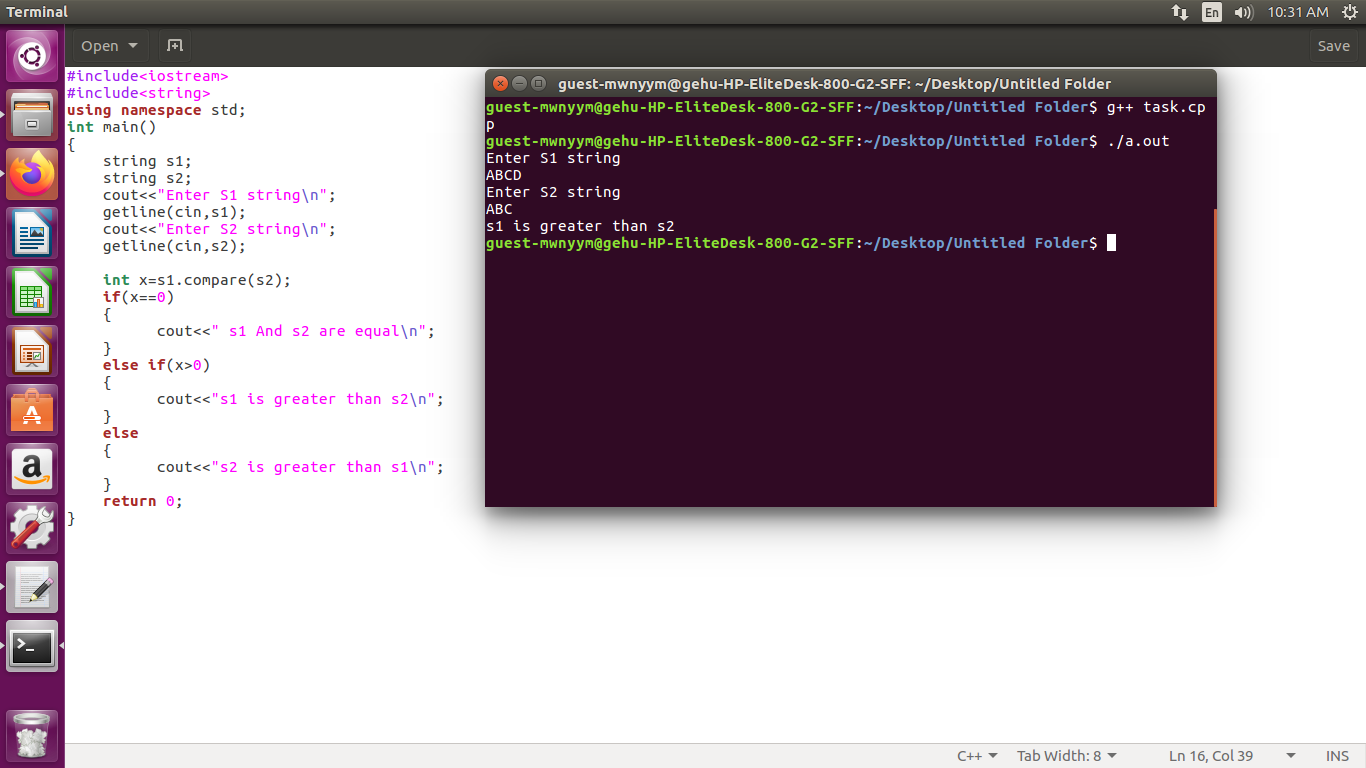 Terminal
En
10:31 AM
Open
Save
#include<iostream>
#include<string>
using namespace std;
int main()
{
    string s1;
    string s2;
    cout<<"Enter S1 string\n";
    getline(cin,s1);
    cout<<"Enter S2 string\n";
    getline(cin,s2);

    int x=s1.compare(s2);
    if(x==0)
    {
          cout<<" s1 And s2 are equal\n";
    }
    else if(x>0)
    {
          cout<<"s1 is greater than s2\n";
    }
    else
    {
          cout<<"s2 is greater than s1\n";
    }
    return 0;
}
guest-mwnyym@gehu-HP-EliteDesk-800-G2-SFF: ~/Desktop/Untitled Folder
guest-mwnyym@gehu-HP-EliteDesk-800-G2-SFF:~/Desktop/Untitled Folder$ g++ task.cp
p
guest-mwnyym@gehu-HP-EliteDesk-800-G2-SFF:~/Desktop/Untitled Folder$ ./a.out
Enter S1 string
ABCD
Enter S2 string
ABC
s1 is greater than s2
guest-mwnyym@gehu-HP-EliteDesk-800-G2-SFF:~/Desktop/Untitled Folder$
C++
Tab Width: 8
Ln 16, Col 39
INS